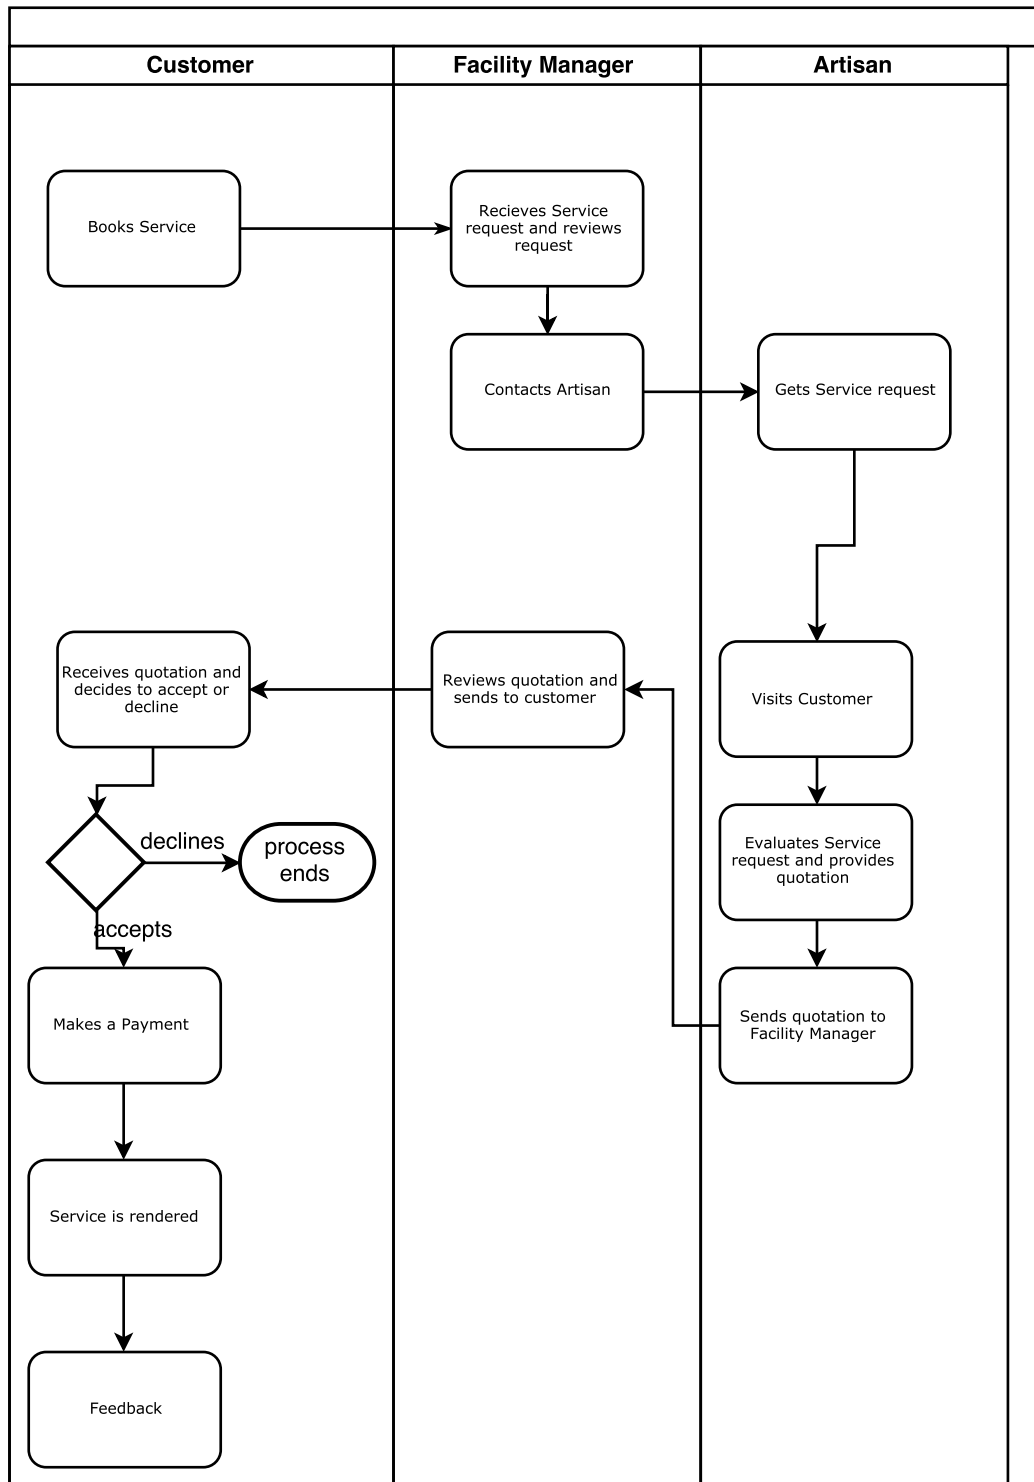 Customer
Facility Manager
Artisan
Books Service
Recieves Service
request and reviews
request
Contacts Artisan
Gets Service request
Receives quotation and
decides to accept or
decline
Reviews quotation and
sends to customer
Visits Customer
declines
process
ends
Evaluates Service
request and provides
quotation
accepts
Makes a Payment
Sends quotation to
Facility Manager
Service is rendered
Feedback